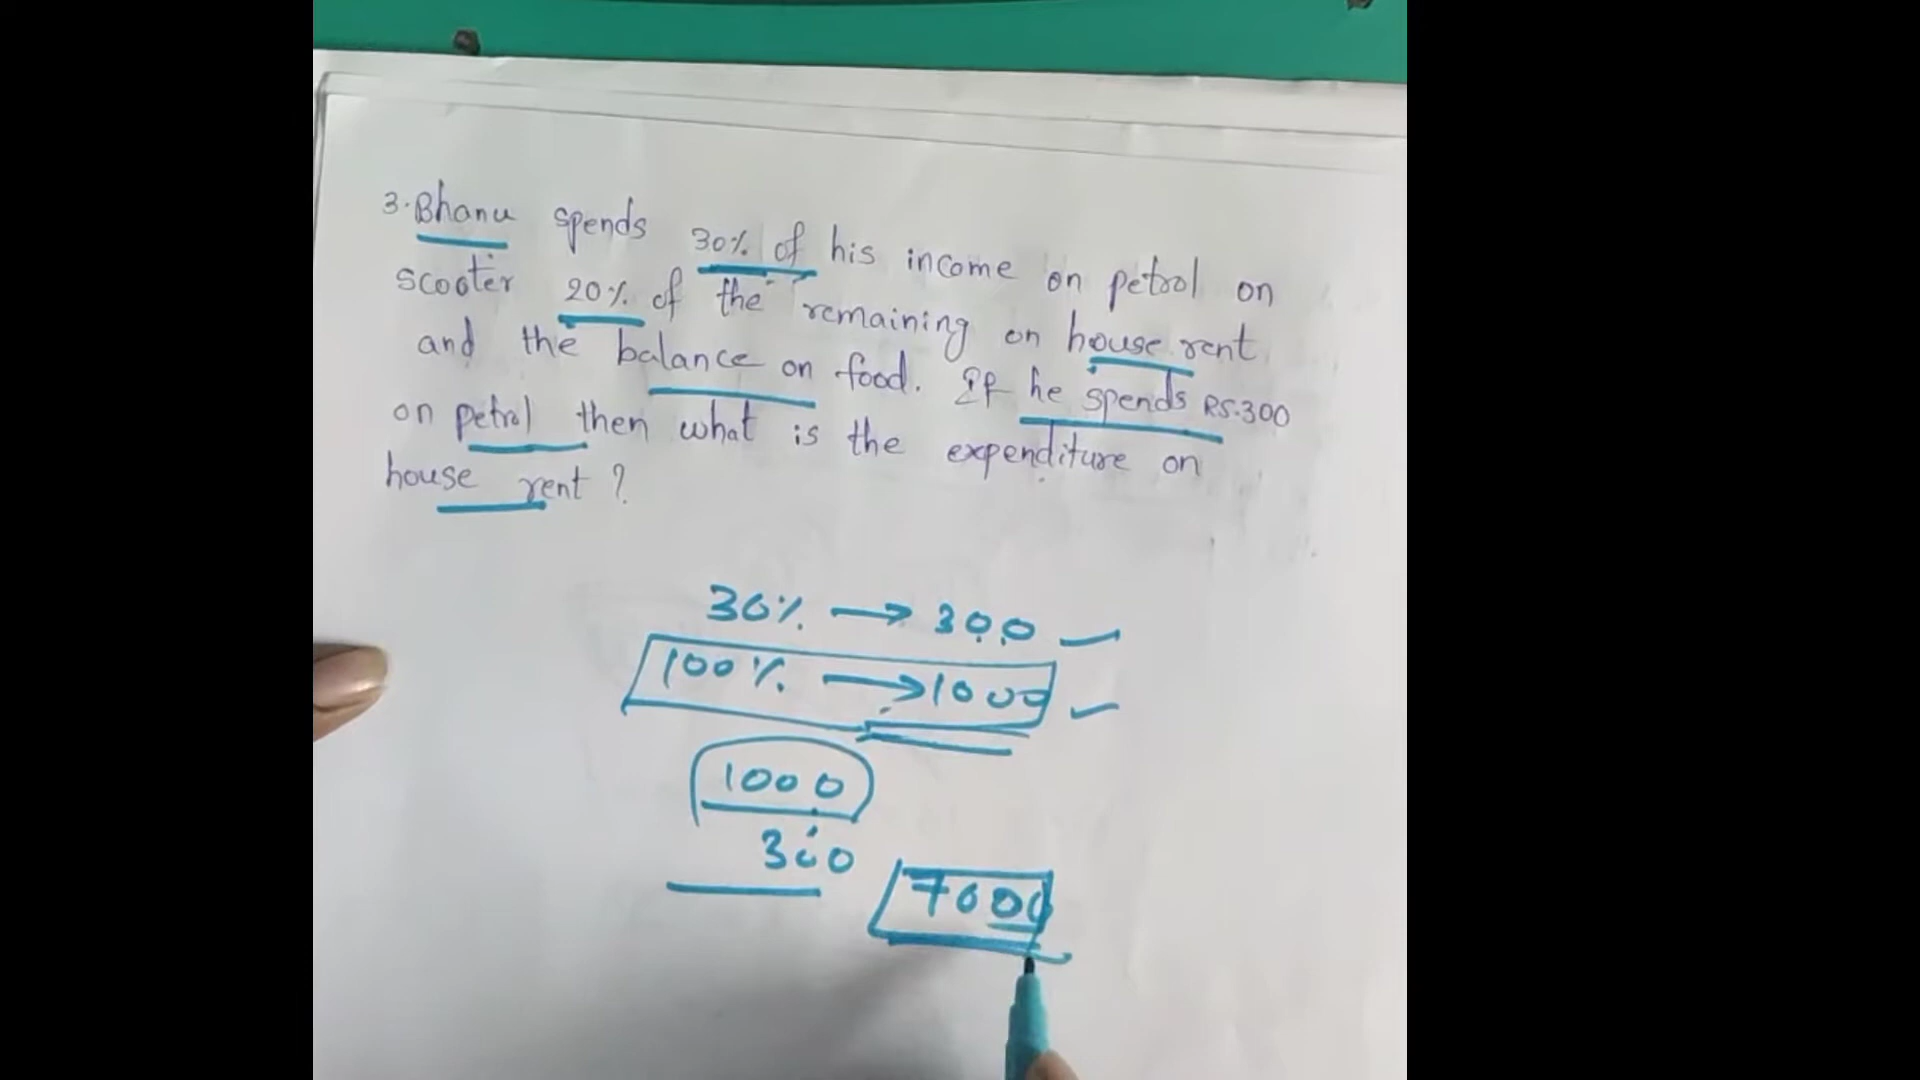 3. Bhanu spends 30% of his income on petrol on
scooter 20% of the remaining on house rent
and the balance on food. If he spends RS.300
on petrol then what is the expenditure on
house rent ?
30% → 300
100% → 1000
1000
300
7000